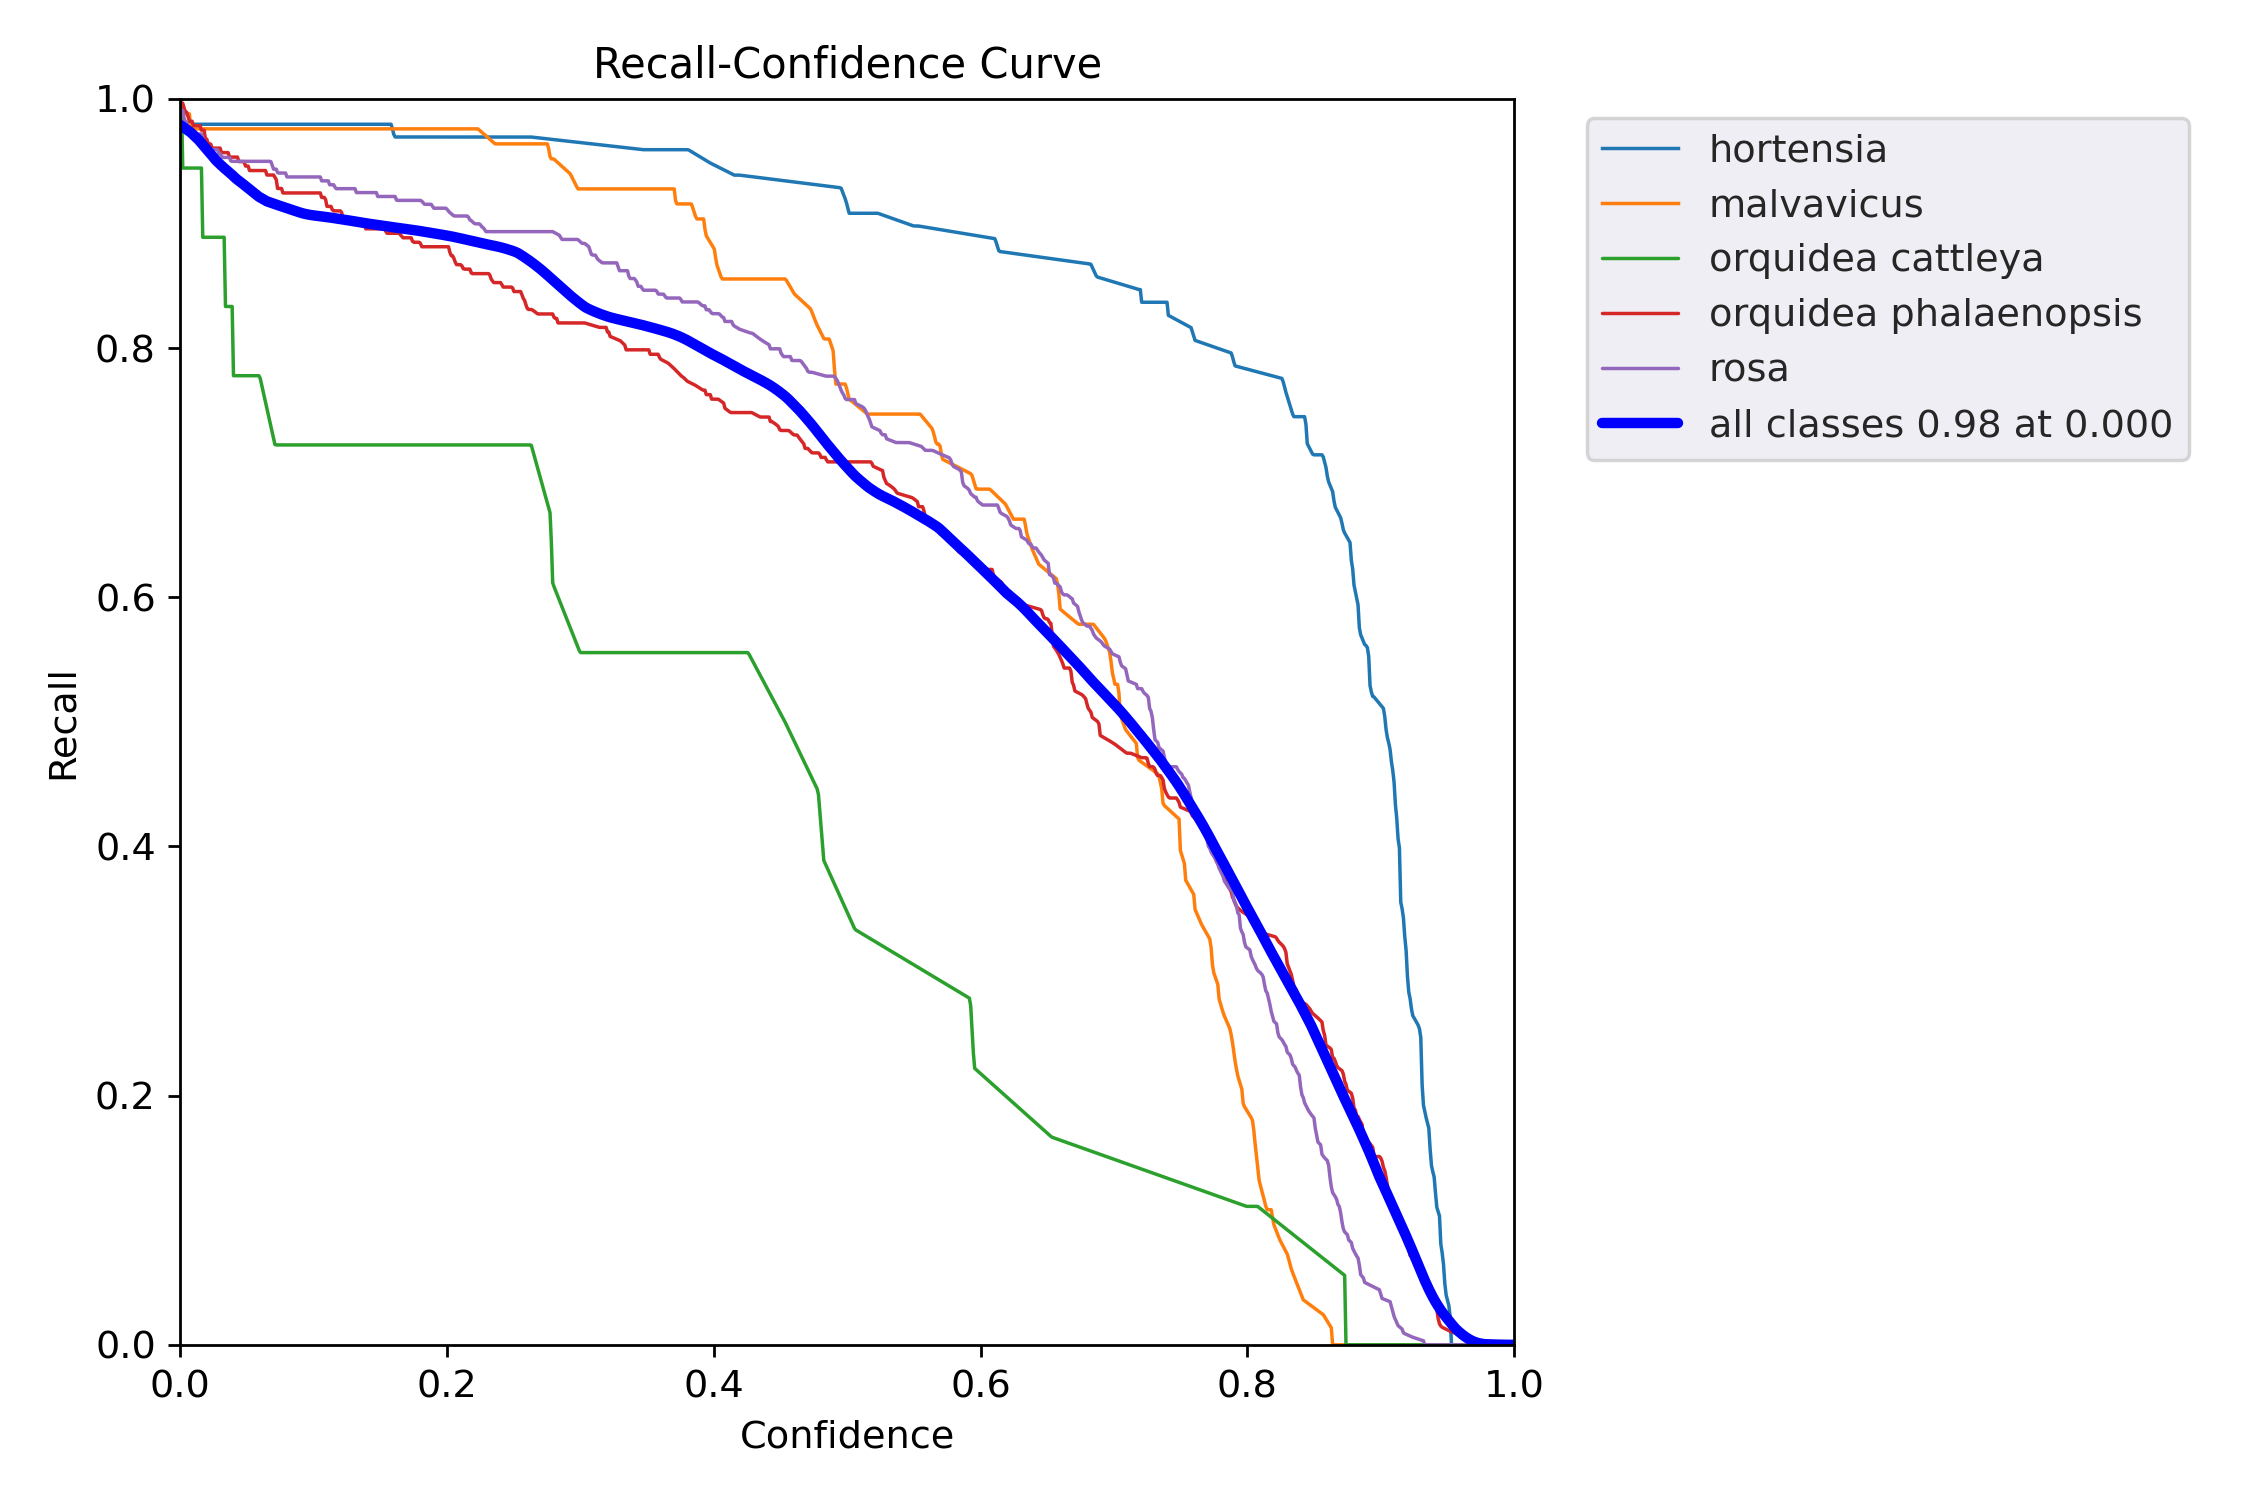 Recall-Confidence Curve
1.0
0.8
0.6
0.4
0.2
0.0
Recall
0.0 0.2 0.4 0.6 0.8 1.0
Confidence
hortensia
malvavicus
orquidea cattleya
orquidea phalaenopsis
rosa
all classes 0.98 at 0.000